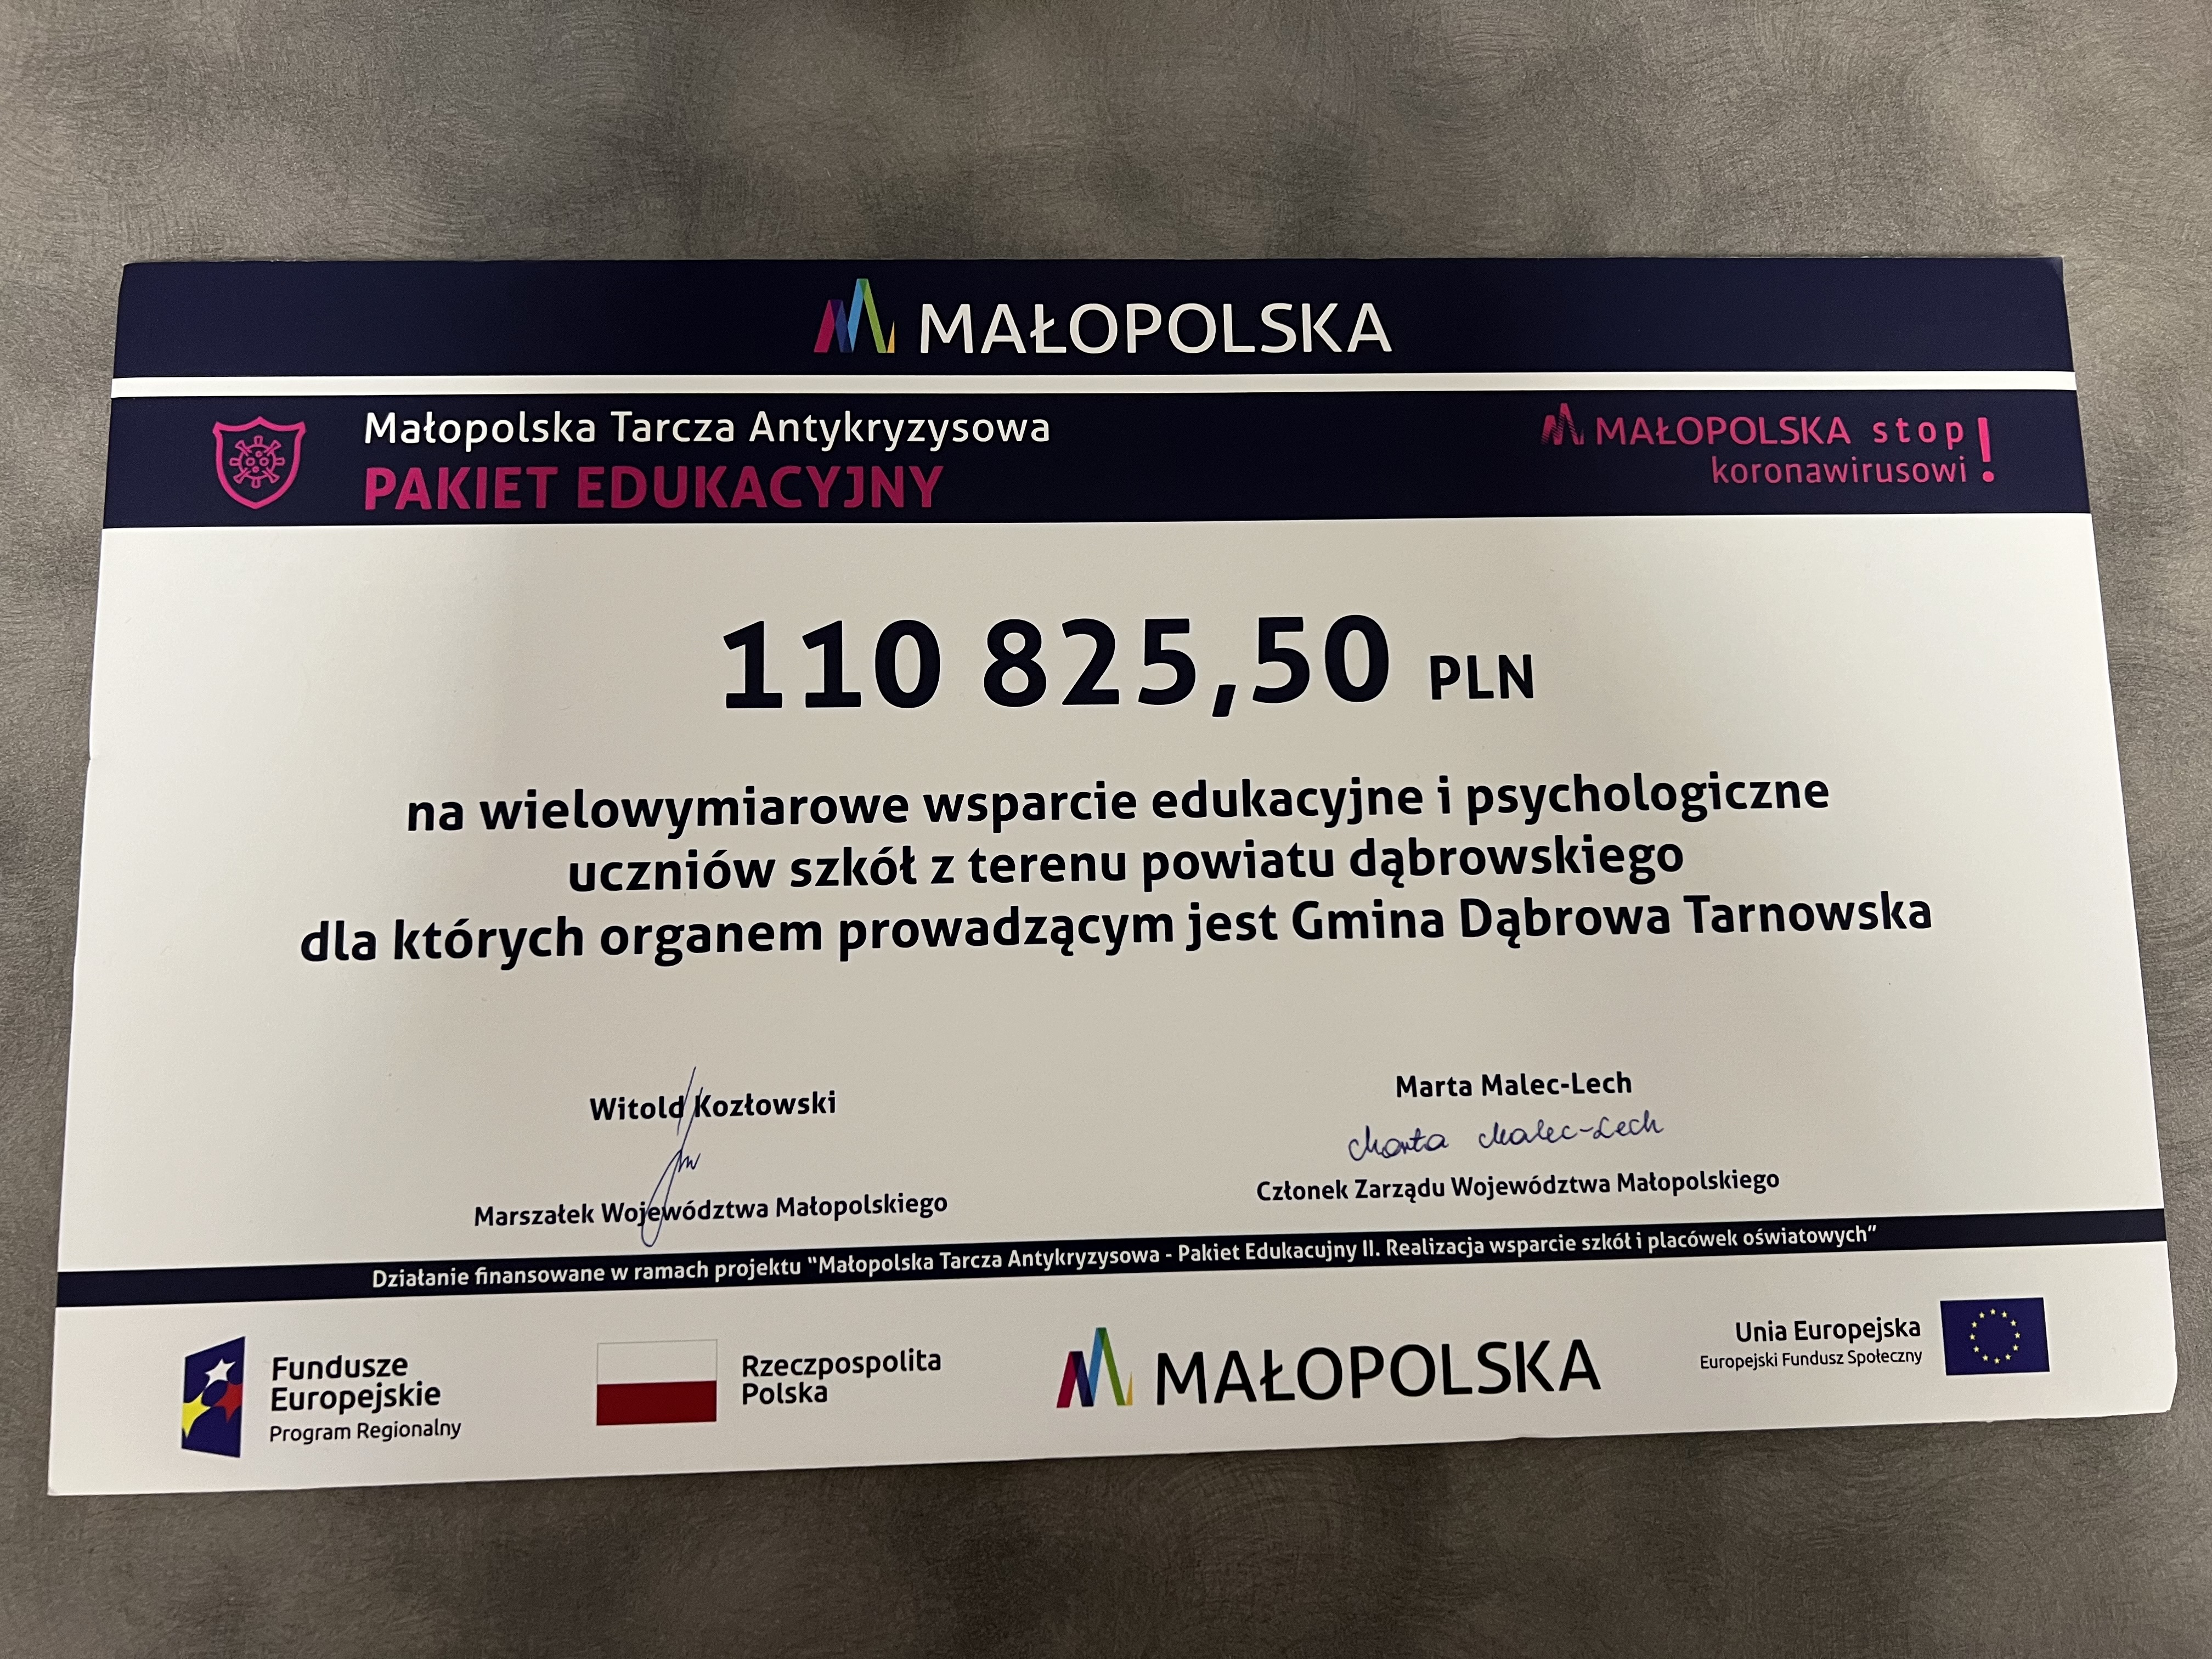 MAŁOPOLSKA
Małopolska Tarcza Antykryzysowa
PAKIET EDUKACYJNY
MAŁOPOLSKA stop
koronawirusowi!
110 825,50 PLN
na wielowymiarowe wsparcie edukacyjne i psychologiczne
uczniów szkół z terenu powiatu dąbrowskiego
dla których organem prowadzącym jest Gmina Dąbrowa Tarnowska
Witold Kozłowski
Marszałek Województwa Małopolskiego
Marta Malec-Lech
Marta Malec-Lech
Członek Zarządu Województwa Małopolskiego
Działanie finansowane w ramach projektu “Małopolska Tarcza Antykryzysowa - Pakiet Edukacujny II. Realizacja wsparcie szkół i placówek oświatowych”
Fundusze
Europejskie
Program Regionalny
Rzeczpospolita
Polska
MAŁOPOLSKA
Unia Europejska
Europejski Fundusz Społeczny